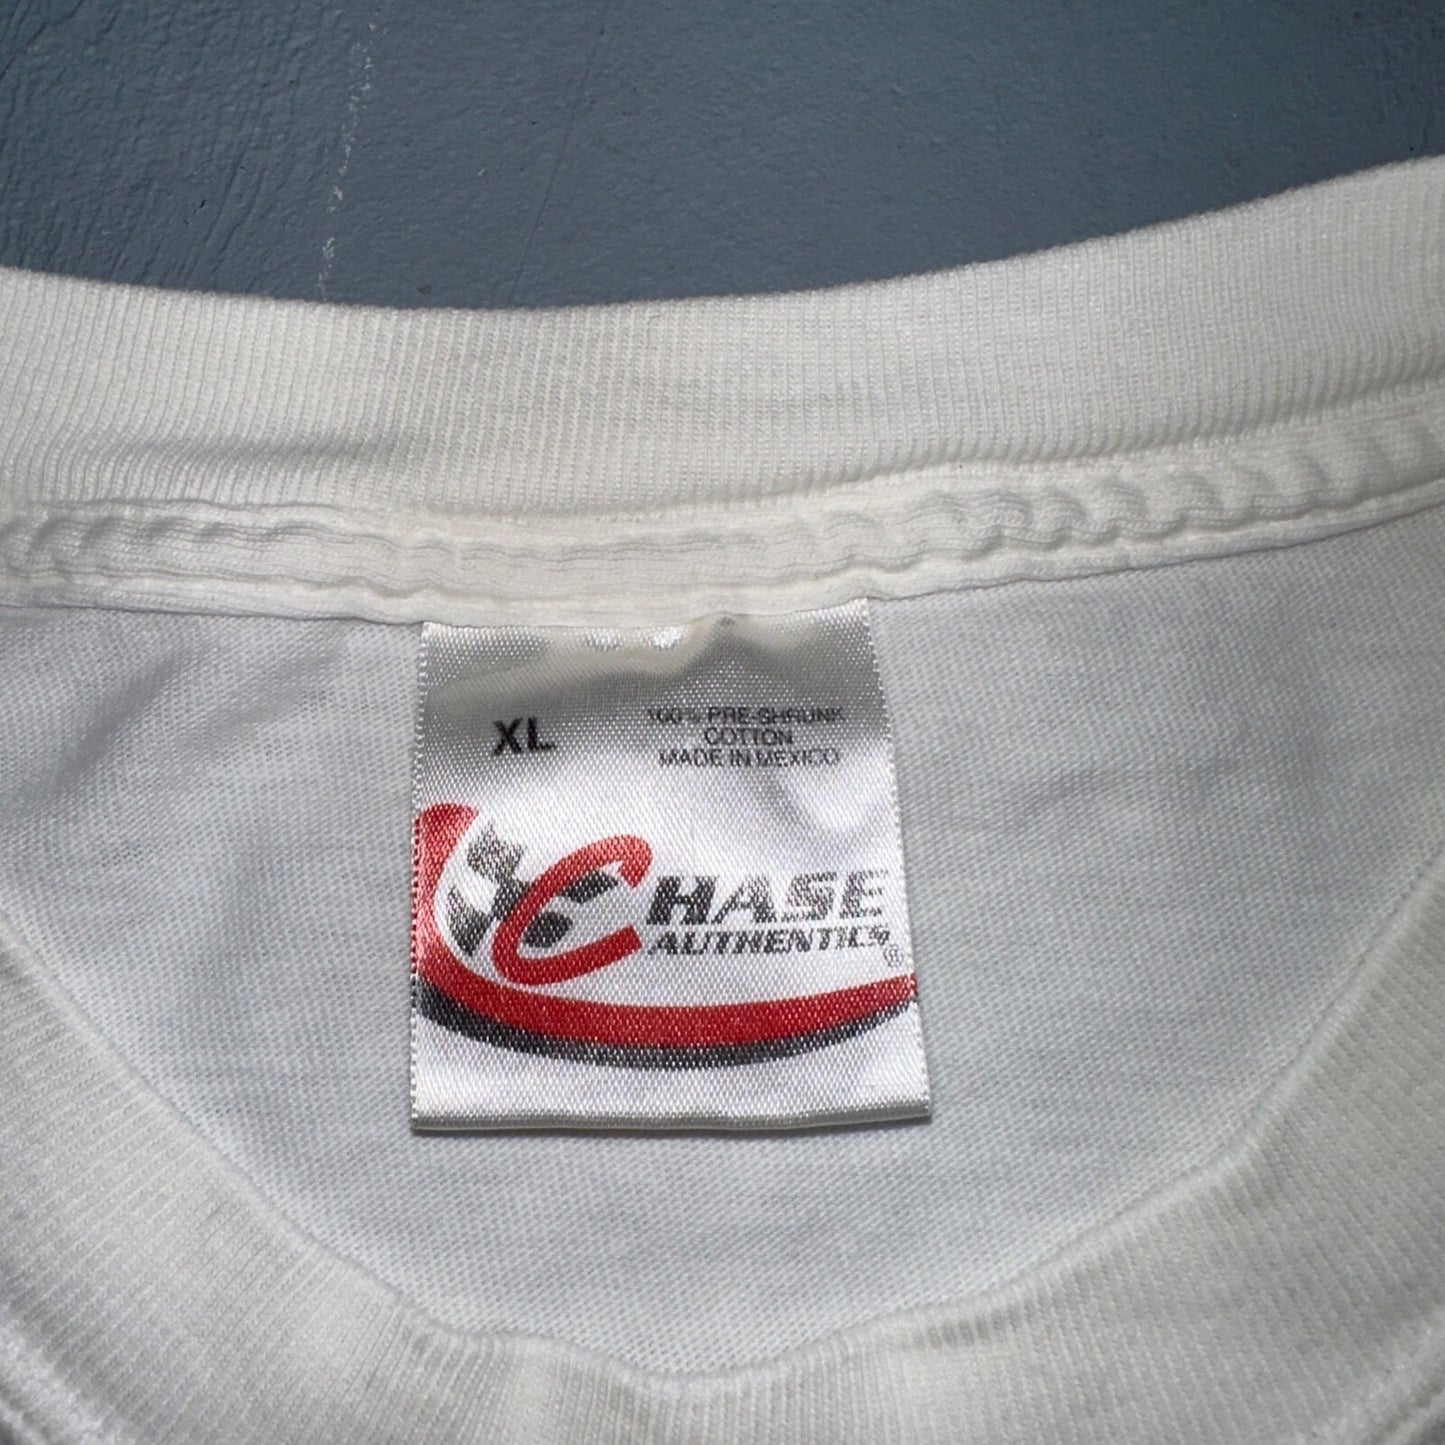 XL
100% PRE-SHRUNK
COTTON
MADE IN MEXICO
CHASE
AUTHENTICS®